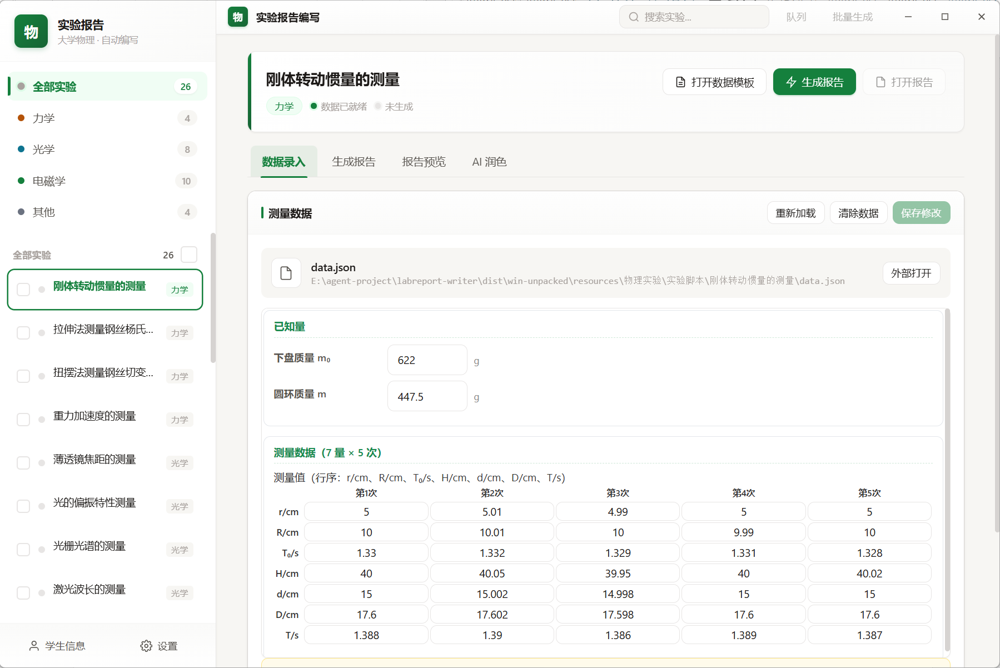 物
实验报告
大学物理 · 自动编写
全部实验 26
力学 4
光学 8
电磁学 10
其他 4
全部实验 26
刚体转动惯量的测量 力学
拉伸法测量钢丝杨氏... 力学
扭摆法测量钢丝切变... 力学
重力加速度的测量 力学
薄透镜焦距的测量 光学
光的偏振特性测量 光学
光栅光谱的测量 光学
激光波长的测量 光学
学生信息 设置
物 实验报告编写 搜索实验... 队列 批量生成
刚体转动惯量的测量
力学 数据已就绪 未生成
打开数据模板 生成报告 打开报告
数据录入 生成报告 报告预览 AI 润色
测量数据 重新加载 清除数据 保存修改
data.json
E:\agent-project\labreport-writer\dist\win-unpacked\resources\物理实验\实验脚本\刚体转动惯量的测量\data.json
外部打开
已知量
下盘质量 m₀ 622 g
圆环质量 m 447.5 g
测量数据（7 量 × 5 次）
测量值（行序：r/cm、R/cm、T₀/s、H/cm、d/cm、D/cm、T/s）
第1次 第2次 第3次 第4次 第5次
r/cm 5 5.01 4.99 5 5
R/cm 10 10.01 10 9.99 10
T₀/s 1.33 1.332 1.329 1.331 1.328
H/cm 40 40.05 39.95 40 40.02
d/cm 15 15.002 14.998 15 15
D/cm 17.6 17.602 17.598 17.6 17.6
T/s 1.388 1.39 1.386 1.389 1.387